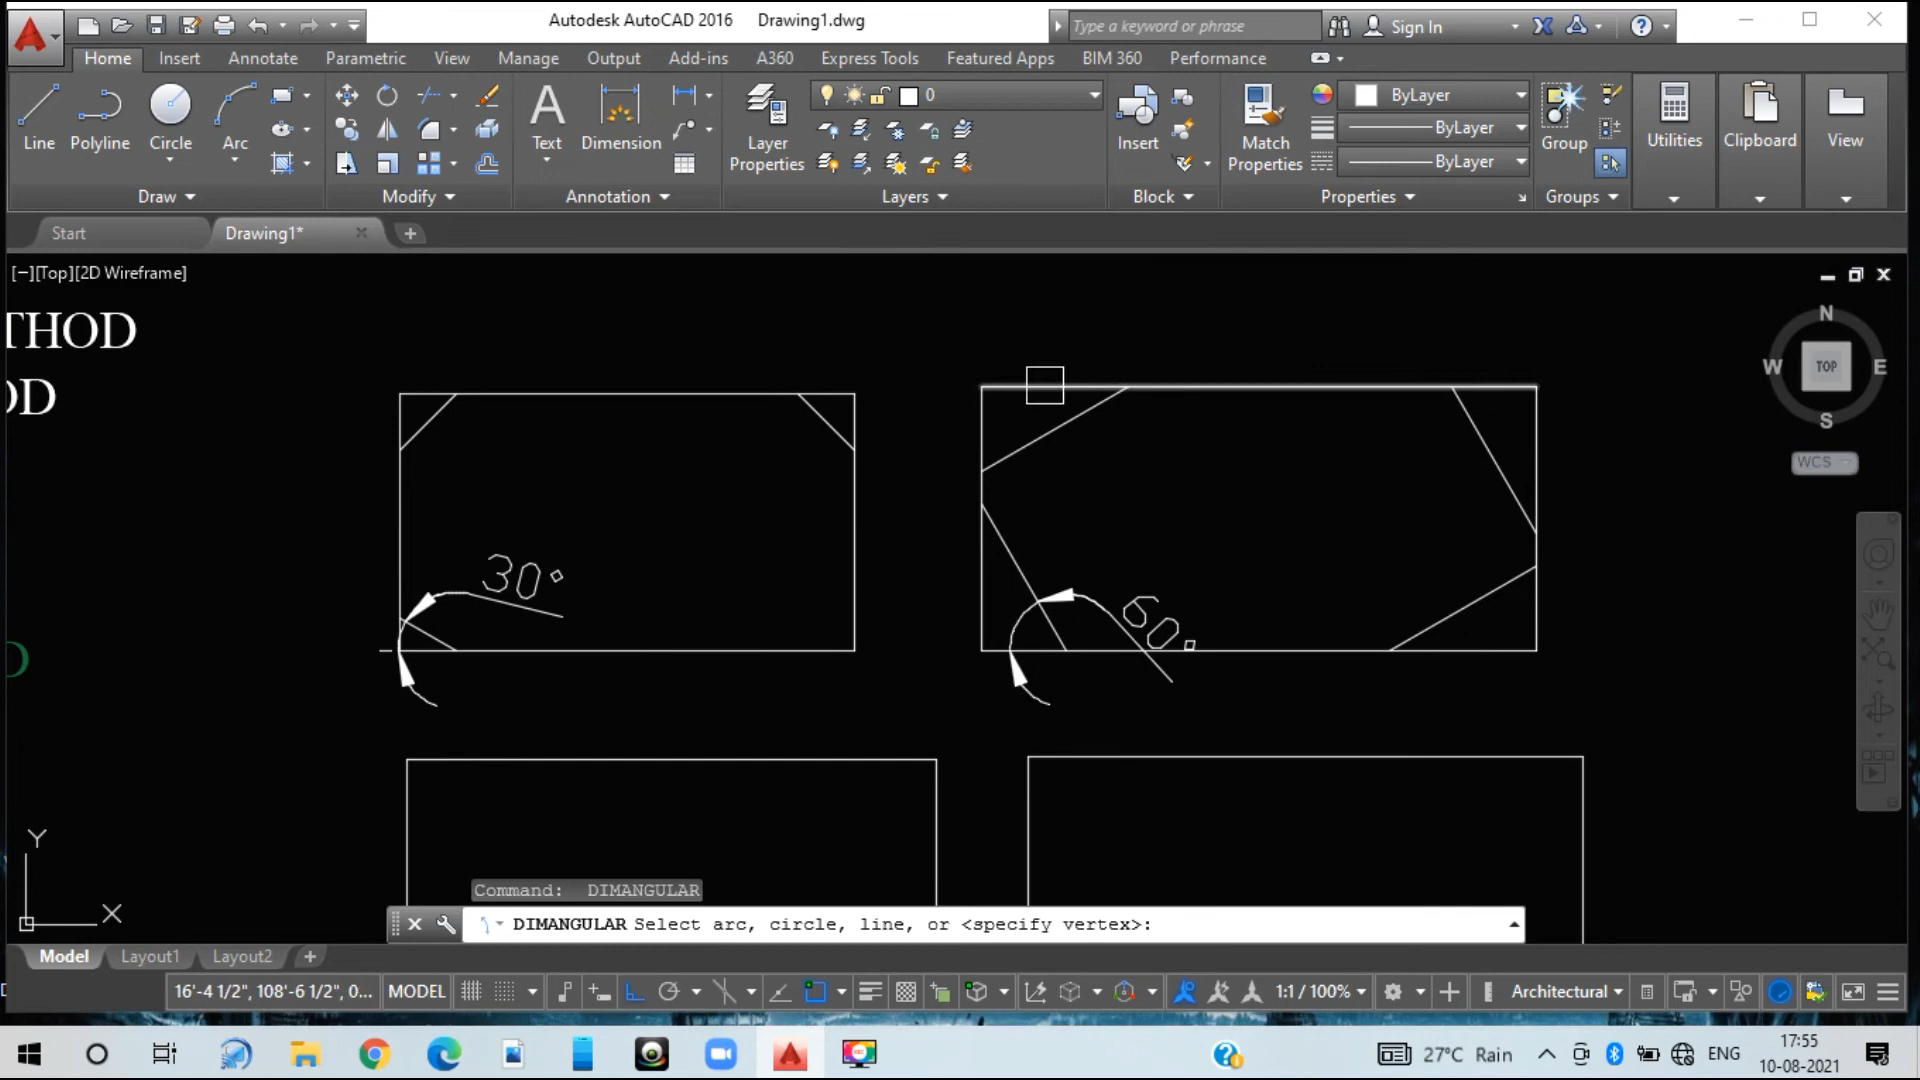 Autodesk AutoCAD 2016 Drawing1.dwg
Type a keyword or phrase
Sign In
Home Insert Annotate Parametric View Manage Output Add-ins A360 Express Tools Featured Apps BIM 360 Performance
Line Polyline Circle Arc
Text Dimension
Layer Properties
0
Insert
Match Properties
ByLayer
ByLayer
ByLayer
Group
Utilities
Clipboard
View
Draw Modify Annotation Layers Block Properties Groups
Start Drawing1*
[−][Top][2D Wireframe]
THOD
OD
N
W TOP E
S
WCS
30°
60°
Y
X
Command: DIMANGULAR
DIMANGULAR Select arc, circle, line, or <specify vertex>:
Model Layout1 Layout2
16'-4 1/2", 108'-6 1/2", 0... MODEL 1:1 / 100% Architectural
27°C Rain ENG 17:55
10-08-2021